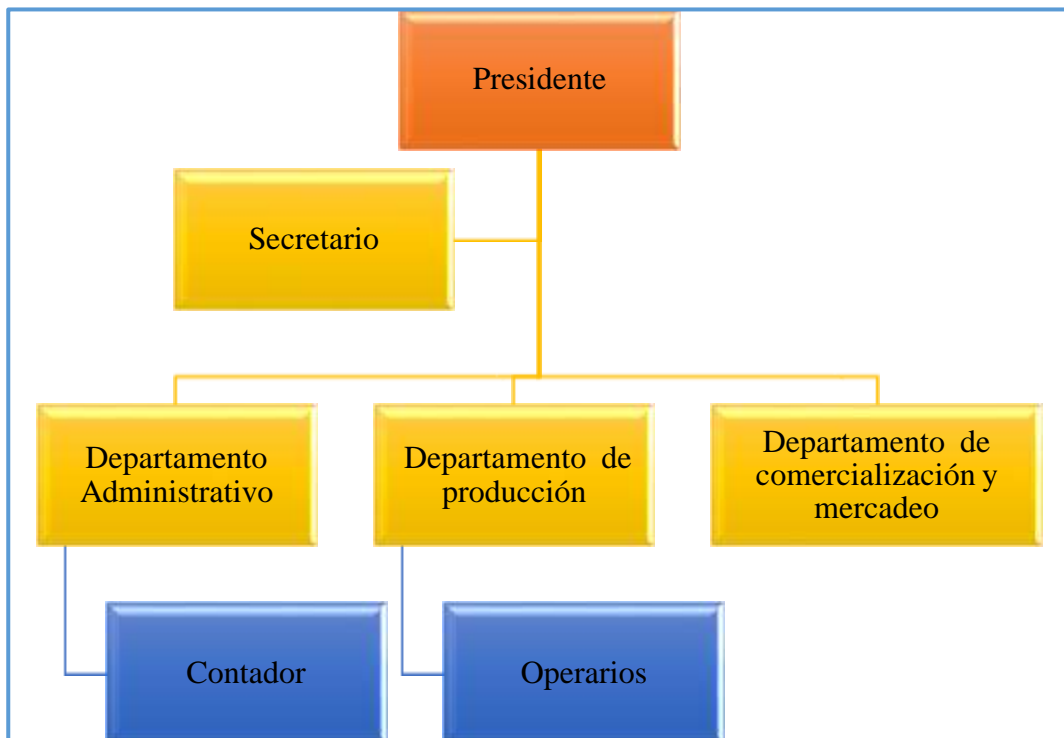 Presidente
Secretario
Departamento
Administrativo
Departamento de
producción
Departamento de
comercialización y
mercadeo
Contador
Operarios